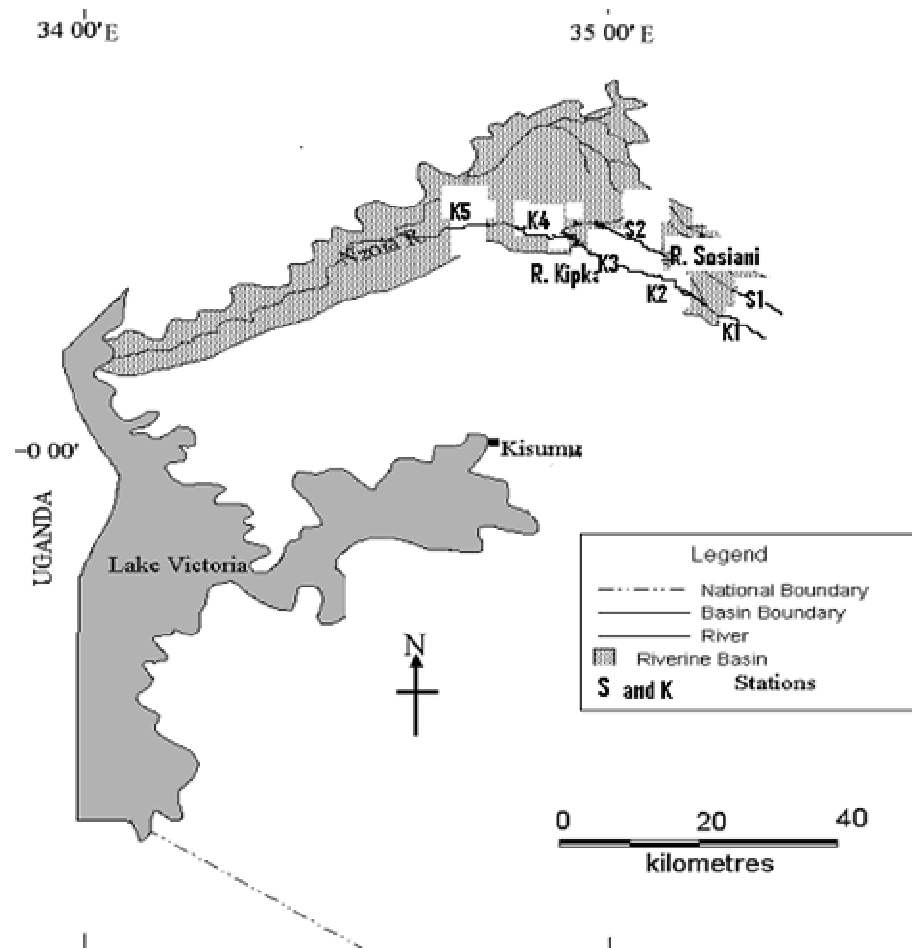 34 00'E
35 00'E
K5
K4
S2
Nzoia R.
R. Sosiani
R. Kipk
K3
K2
S1
K1
-0 00'
Kisumu
UGANDA
Lake Victoria
N
Legend
National Boundary
Basin Boundary
River
Riverine Basin
S and K Stations
0 20 40
kilometres